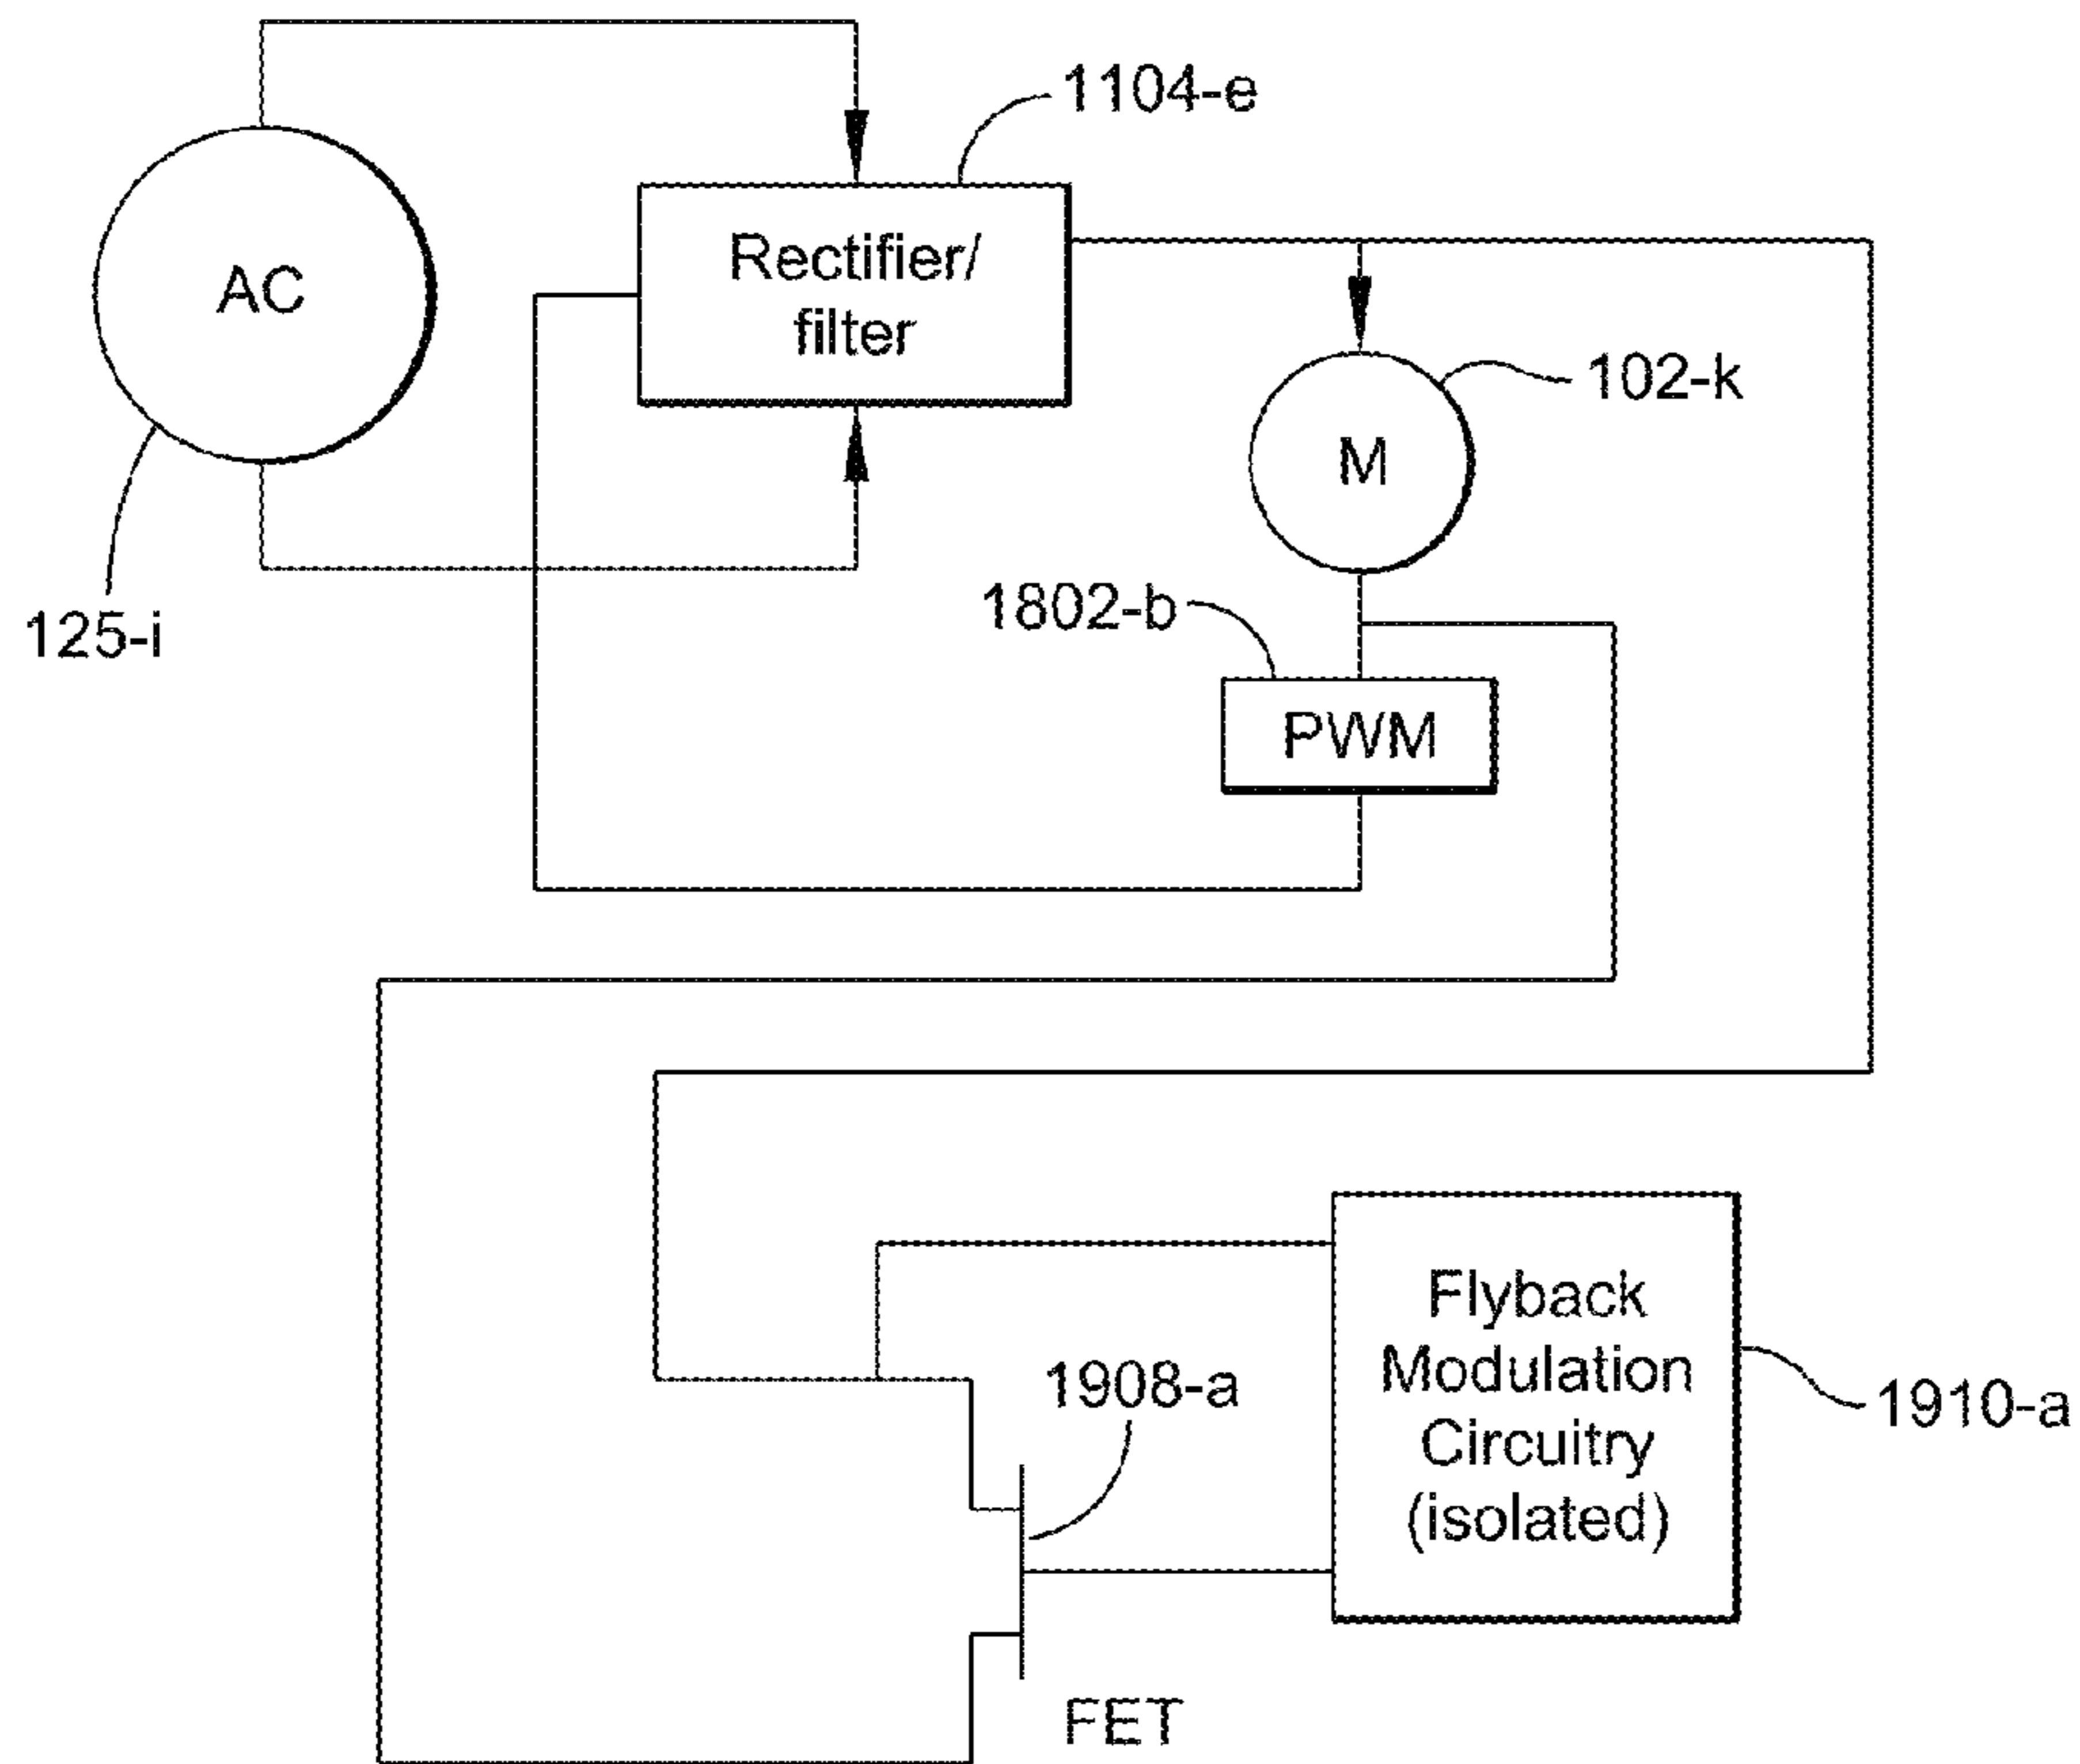 1104-e
Rectifier/
filter
AC
102-k
M
125-i
1802-b
PWM
Flyback
Modulation
Circuitry
(isolated)
1908-a
1910-a
FET